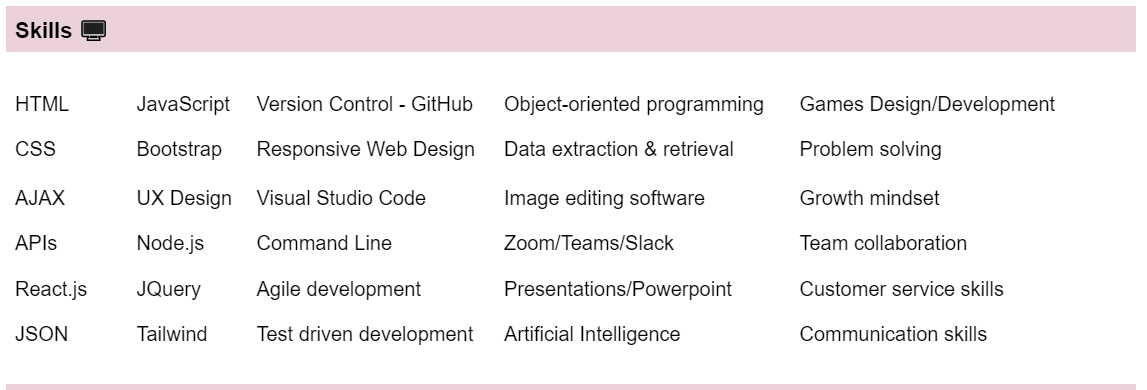 Skills
HTML JavaScript Version Control - GitHub Object-oriented programming Games Design/Development
CSS Bootstrap Responsive Web Design Data extraction & retrieval Problem solving
AJAX UX Design Visual Studio Code Image editing software Growth mindset
APIs Node.js Command Line Zoom/Teams/Slack Team collaboration
React.js JQuery Agile development Presentations/Powerpoint Customer service skills
JSON Tailwind Test driven development Artificial Intelligence Communication skills